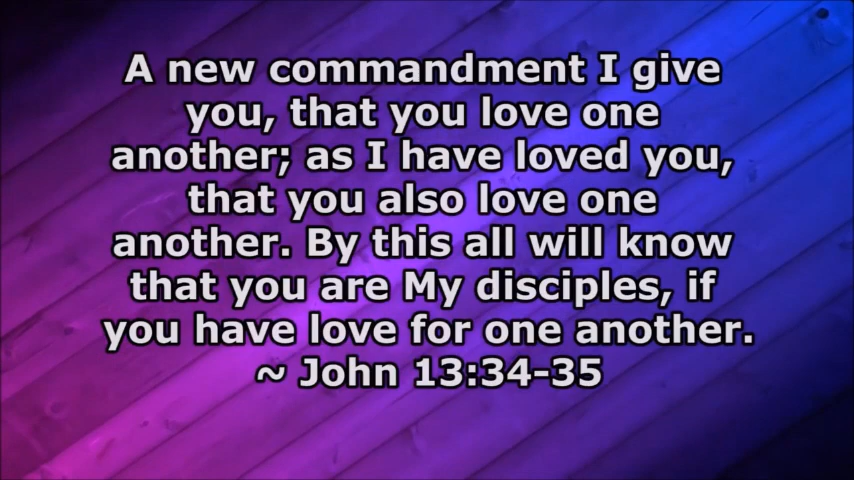 A new commandment I give
you, that you love one
another; as I have loved you,
that you also love one
another. By this all will know
that you are My disciples, if
you have love for one another.
~ John 13:34-35